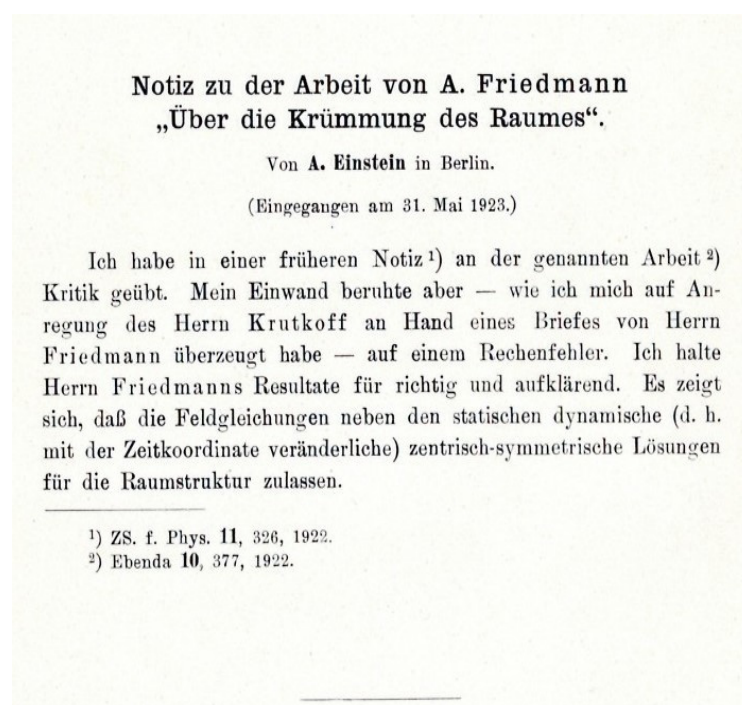 Notiz zu der Arbeit von A. Friedmann
„Über die Krümmung des Raumes“.
Von A. Einstein in Berlin.
(Eingegangen am 31. Mai 1923.)
Ich habe in einer früheren Notiz ¹) an der genannten Arbeit ²)
Kritik geübt. Mein Einwand beruhte aber — wie ich mich auf An-
regung des Herrn Krutkoff an Hand eines Briefes von Herrn
Friedmann überzeugt habe — auf einem Rechenfehler. Ich halte
Herrn Friedmanns Resultate für richtig und aufklärend. Es zeigt
sich, daß die Feldgleichungen neben den statischen dynamische (d. h.
mit der Zeitkoordinate veränderliche) zentrisch-symmetrische Lösungen
für die Raumstruktur zulassen.
¹) ZS. f. Phys. 11, 326, 1922.
²) Ebenda 10, 377, 1922.